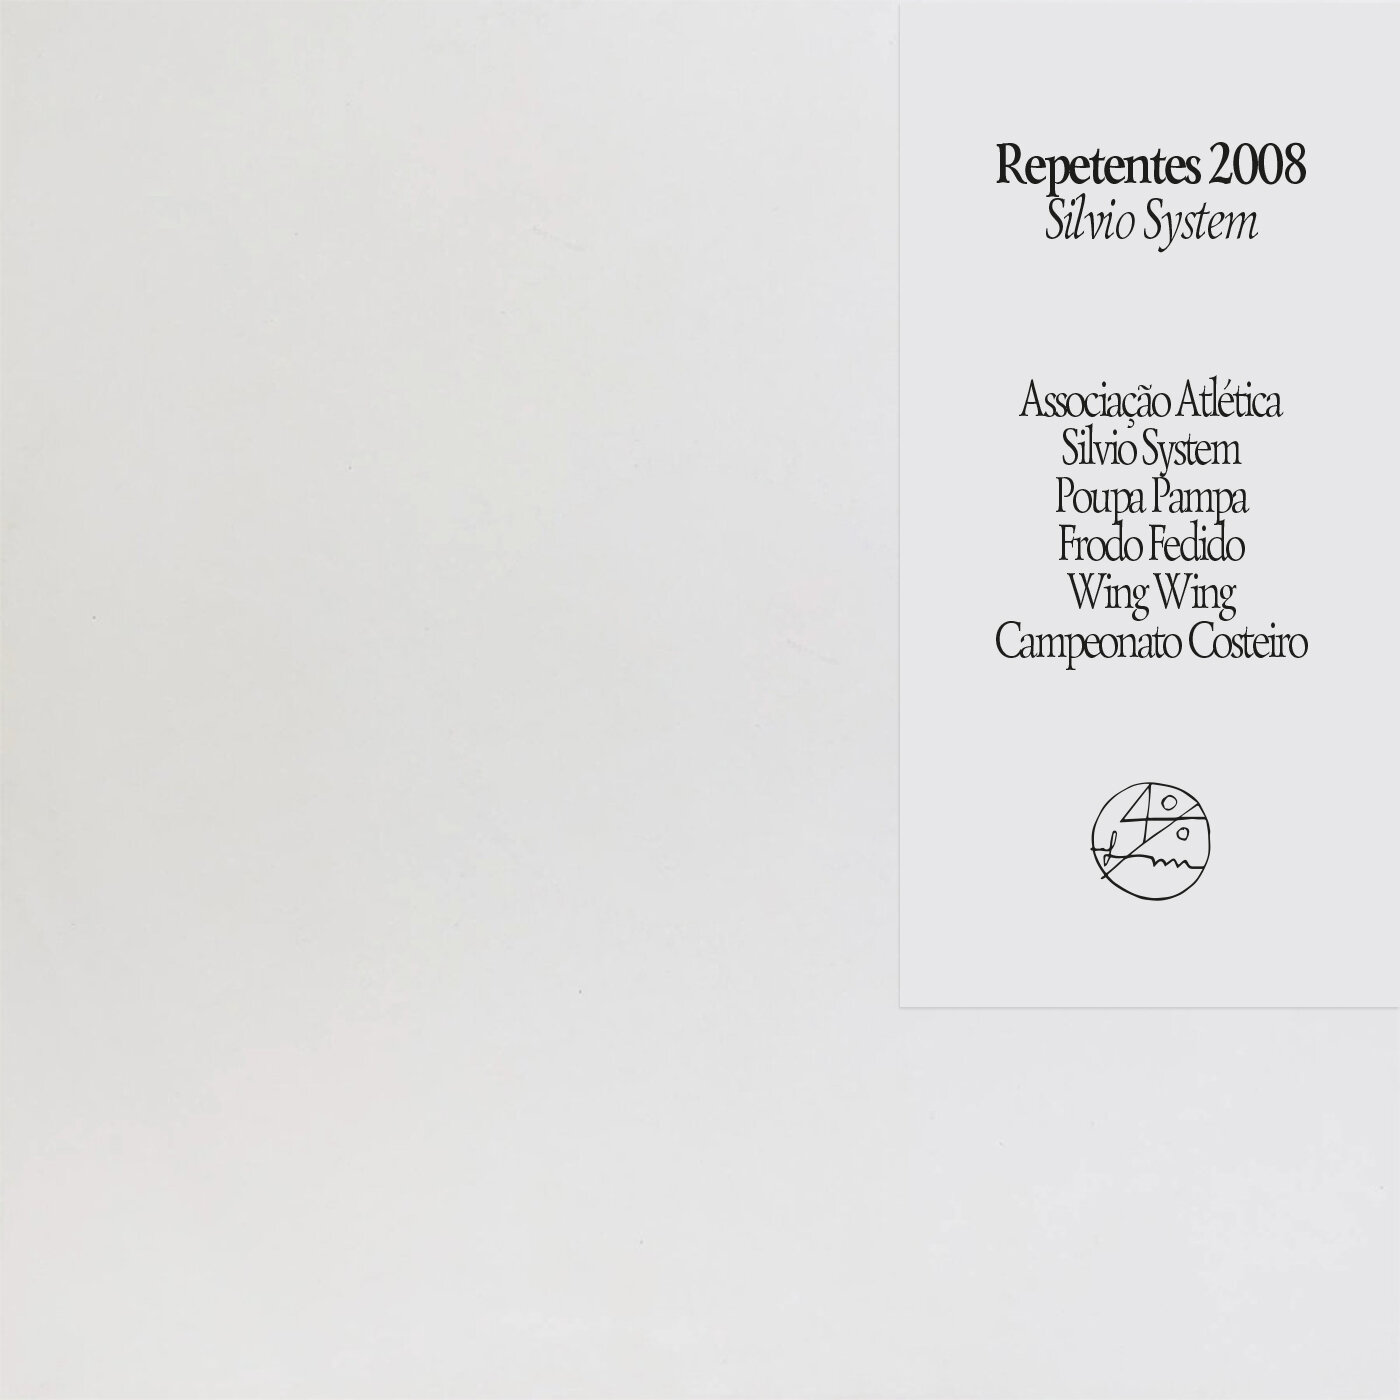 Repetentes 2008
Silvio System
Associação Atlética
Silvio System
Poupa Pampa
Frodo Fedido
Wing Wing
Campeonato Costeiro